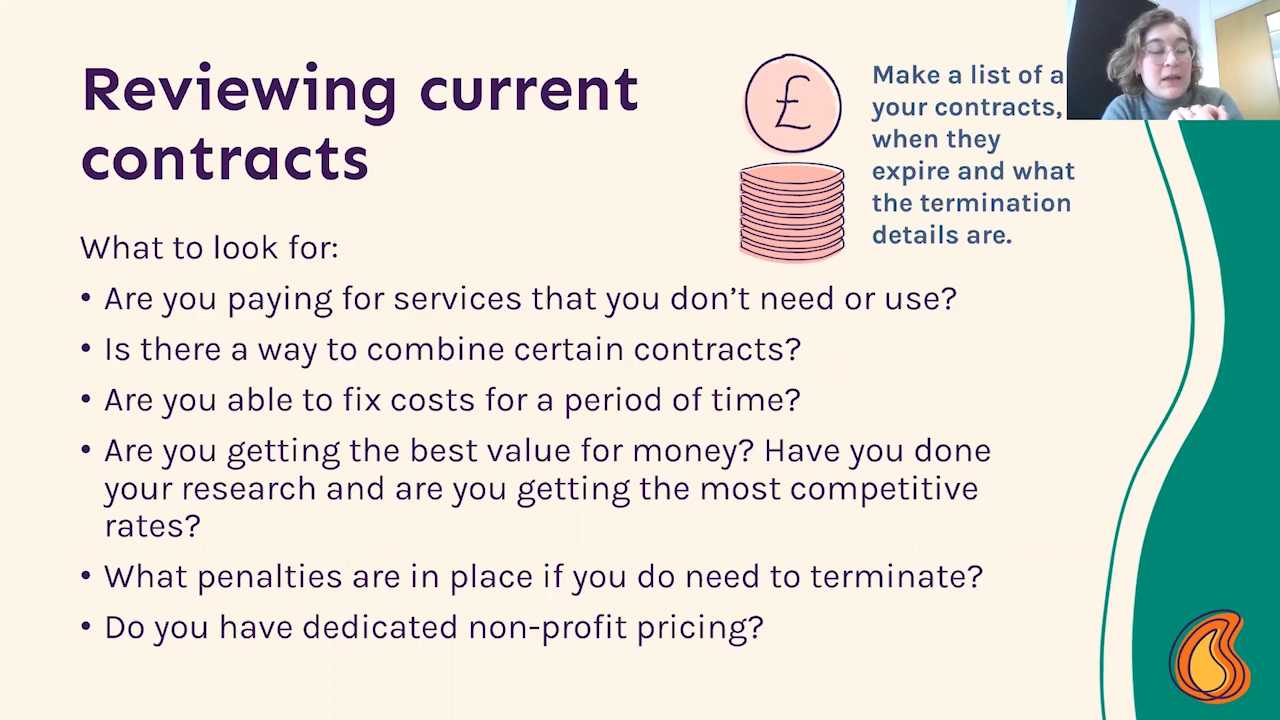 Reviewing current
contracts
£
Make a list of a
your contracts,
when they
expire and what
the termination
details are.
What to look for:
• Are you paying for services that you don’t need or use?
• Is there a way to combine certain contracts?
• Are you able to fix costs for a period of time?
• Are you getting the best value for money? Have you done
your research and are you getting the most competitive
rates?
• What penalties are in place if you do need to terminate?
• Do you have dedicated non-profit pricing?